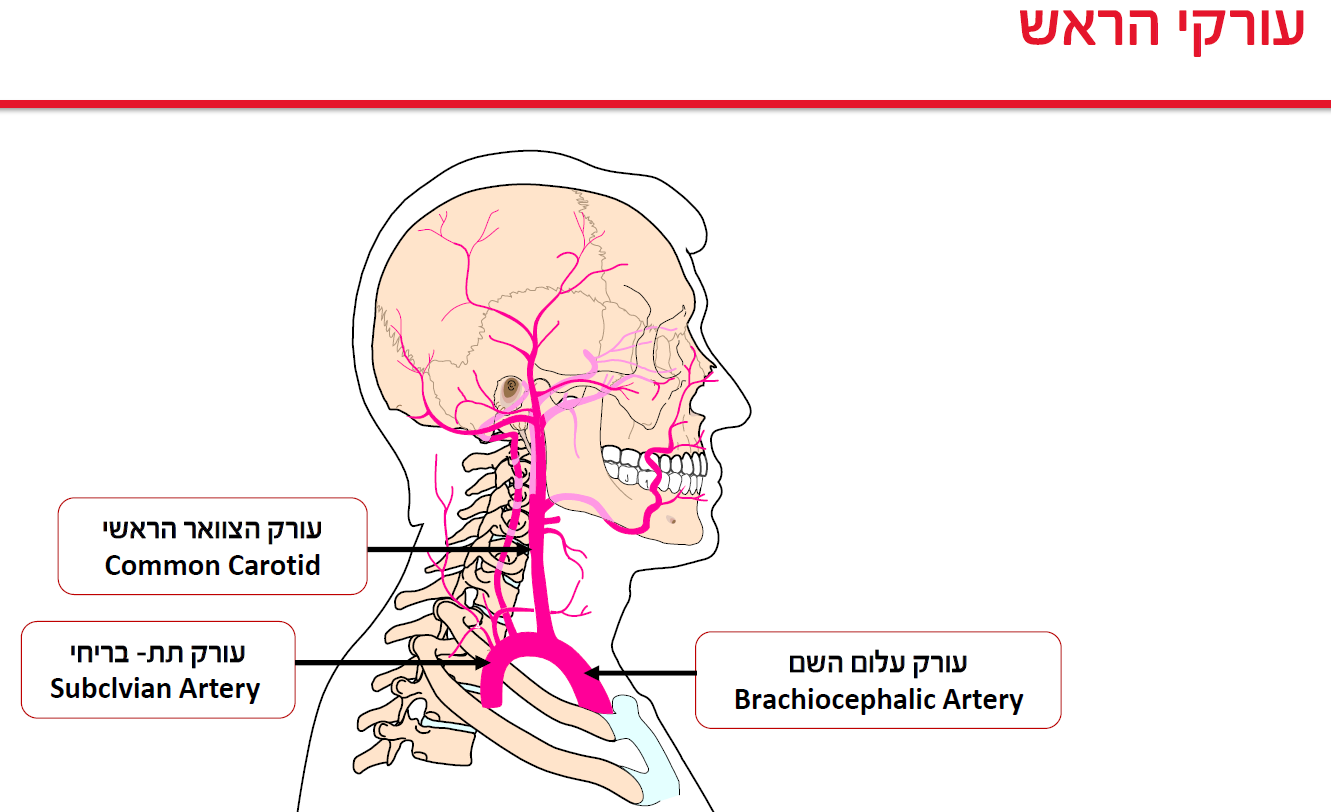 עורקי הראש
עורק הצוואר הראשי
Common Carotid
עורק תת- בריחי
Subclvian Artery
עורק עלום השם
Brachiocephalic Artery